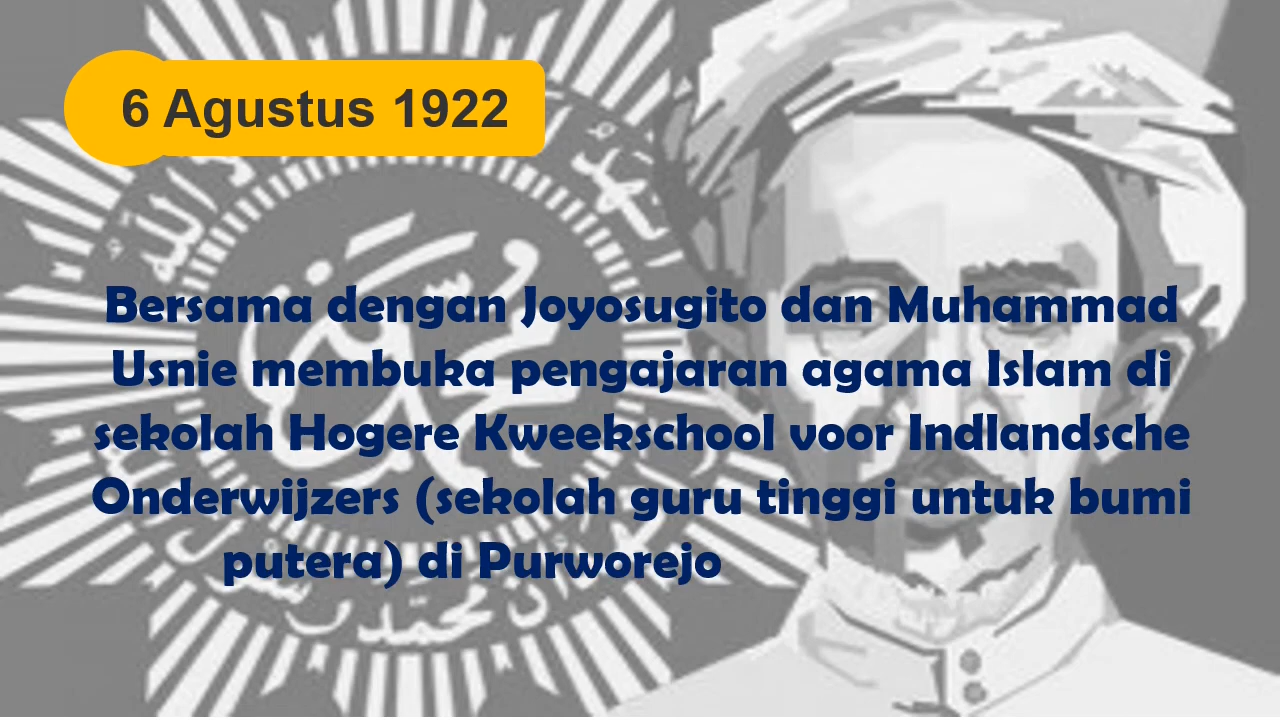 6 Agustus 1922
Bersama dengan Joyosugito dan Muhammad
Usnie membuka pengajaran agama Islam di
sekolah Hogere Kweekschool voor Indlandsche
Onderwijzers (sekolah guru tinggi untuk bumi
putera) di Purworejo
محمدية